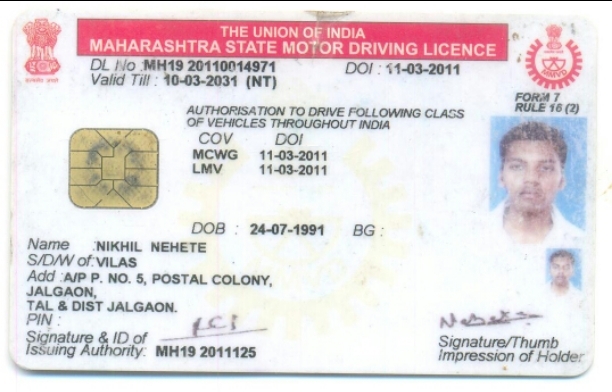 THE UNION OF INDIA
MAHARASHTRA STATE MOTOR DRIVING LICENCE
DL No :MH19 20110014971 DOI : 11-03-2011
Valid Till : 10-03-2031 (NT)
FORM 7
RULE 16 (2)
AUTHORISATION TO DRIVE FOLLOWING CLASS
OF VEHICLES THROUGHOUT INDIA
COV DOI
MCWG 11-03-2011
LMV 11-03-2011
DOB : 24-07-1991 BG :
Name :NIKHIL NEHETE
S/D/W of:VILAS
Add :A/P P. NO. 5, POSTAL COLONY,
JALGAON,
TAL & DIST JALGAON.
PIN :
Signature & ID of
Issuing Authority: MH19 2011125
Signature/Thumb
Impression of Holder